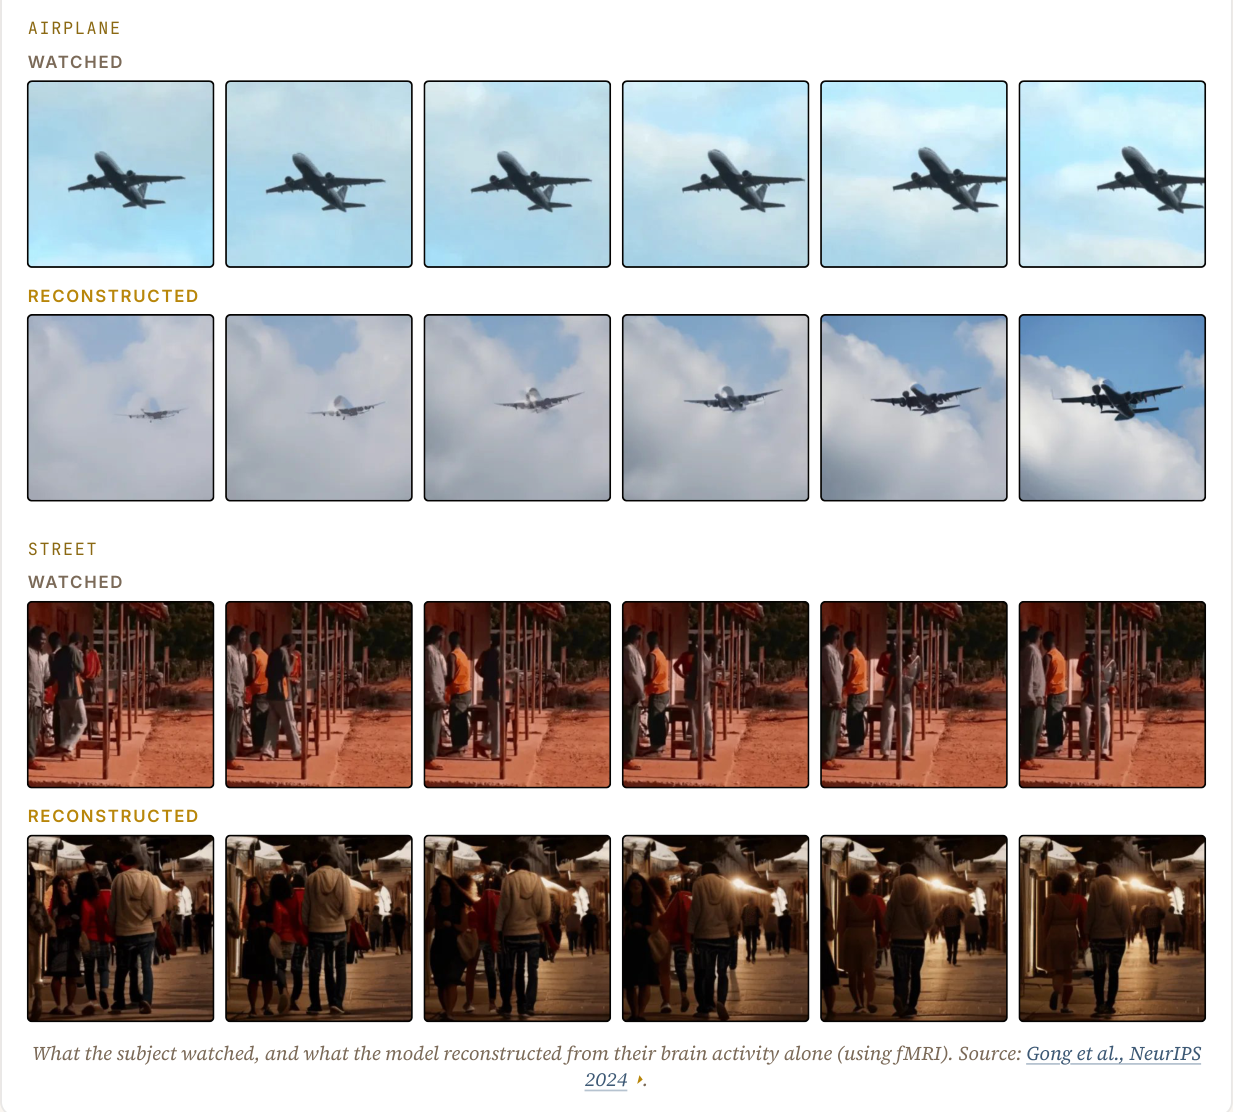 AIRPLANE
WATCHED
RECONSTRUCTED
STREET
WATCHED
RECONSTRUCTED
What the subject watched, and what the model reconstructed from their brain activity alone (using fMRI). Source: Gong et al., NeurIPS
2024 .